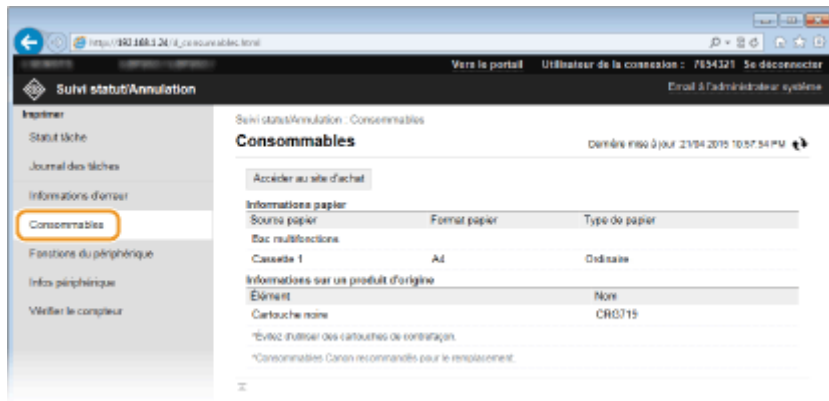 http://192.168.1.24/d_consumables.html
Vers le portail Utilisateur de la connexion : 7654321 Se déconnecter
Suivi statut/Annulation Email à l'administrateur système
Imprimer
Statut tâche
Journal des tâches
Informations d'erreur
Consommables
Fonctions du périphérique
Infos périphérique
Vérifier le compteur
Suivi statut/Annulation : Consommables
Consommables Dernière mise à jour 21/04 2015 10:57:54 PM
Accéder au site d'achat
Informations papier
Source papier Format papier Type de papier
Bac multifonctions
Cassette 1 A4 Ordinaire
Informations sur un produit d'origine
Élément Nom
Cartouche noire CRG719
*Évitez d'utiliser des cartouches de contrefaçon.
*Consommables Canon recommandés pour le remplacement.